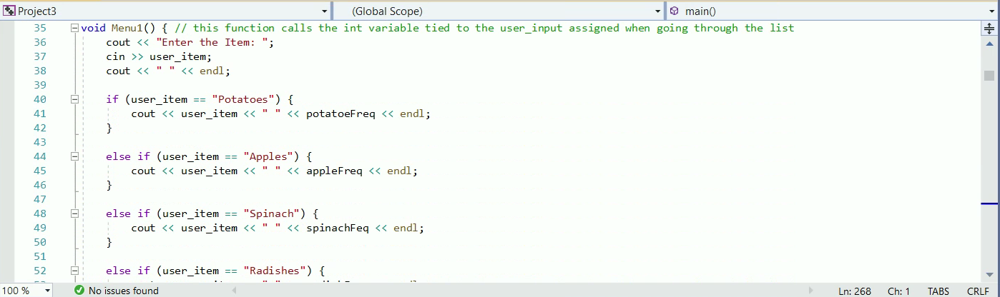 Project3 (Global Scope) main()
35 void Menu1() { // this function calls the int variable tied to the user_input assigned when going through the list
36 cout << "Enter the Item: ";
37 cin >> user_item;
38 cout << " " << endl;
39
40 if (user_item == "Potatoes") {
41 cout << user_item << " " << potatoeFreq << endl;
42 }
43
44 else if (user_item == "Apples") {
45 cout << user_item << " " << appleFreq << endl;
46 }
47
48 else if (user_item == "Spinach") {
49 cout << user_item << " " << spinachFeq << endl;
50 }
51
52 else if (user_item == "Radishes") {
100 % No issues found Ln: 268 Ch: 1 TABS CRLF